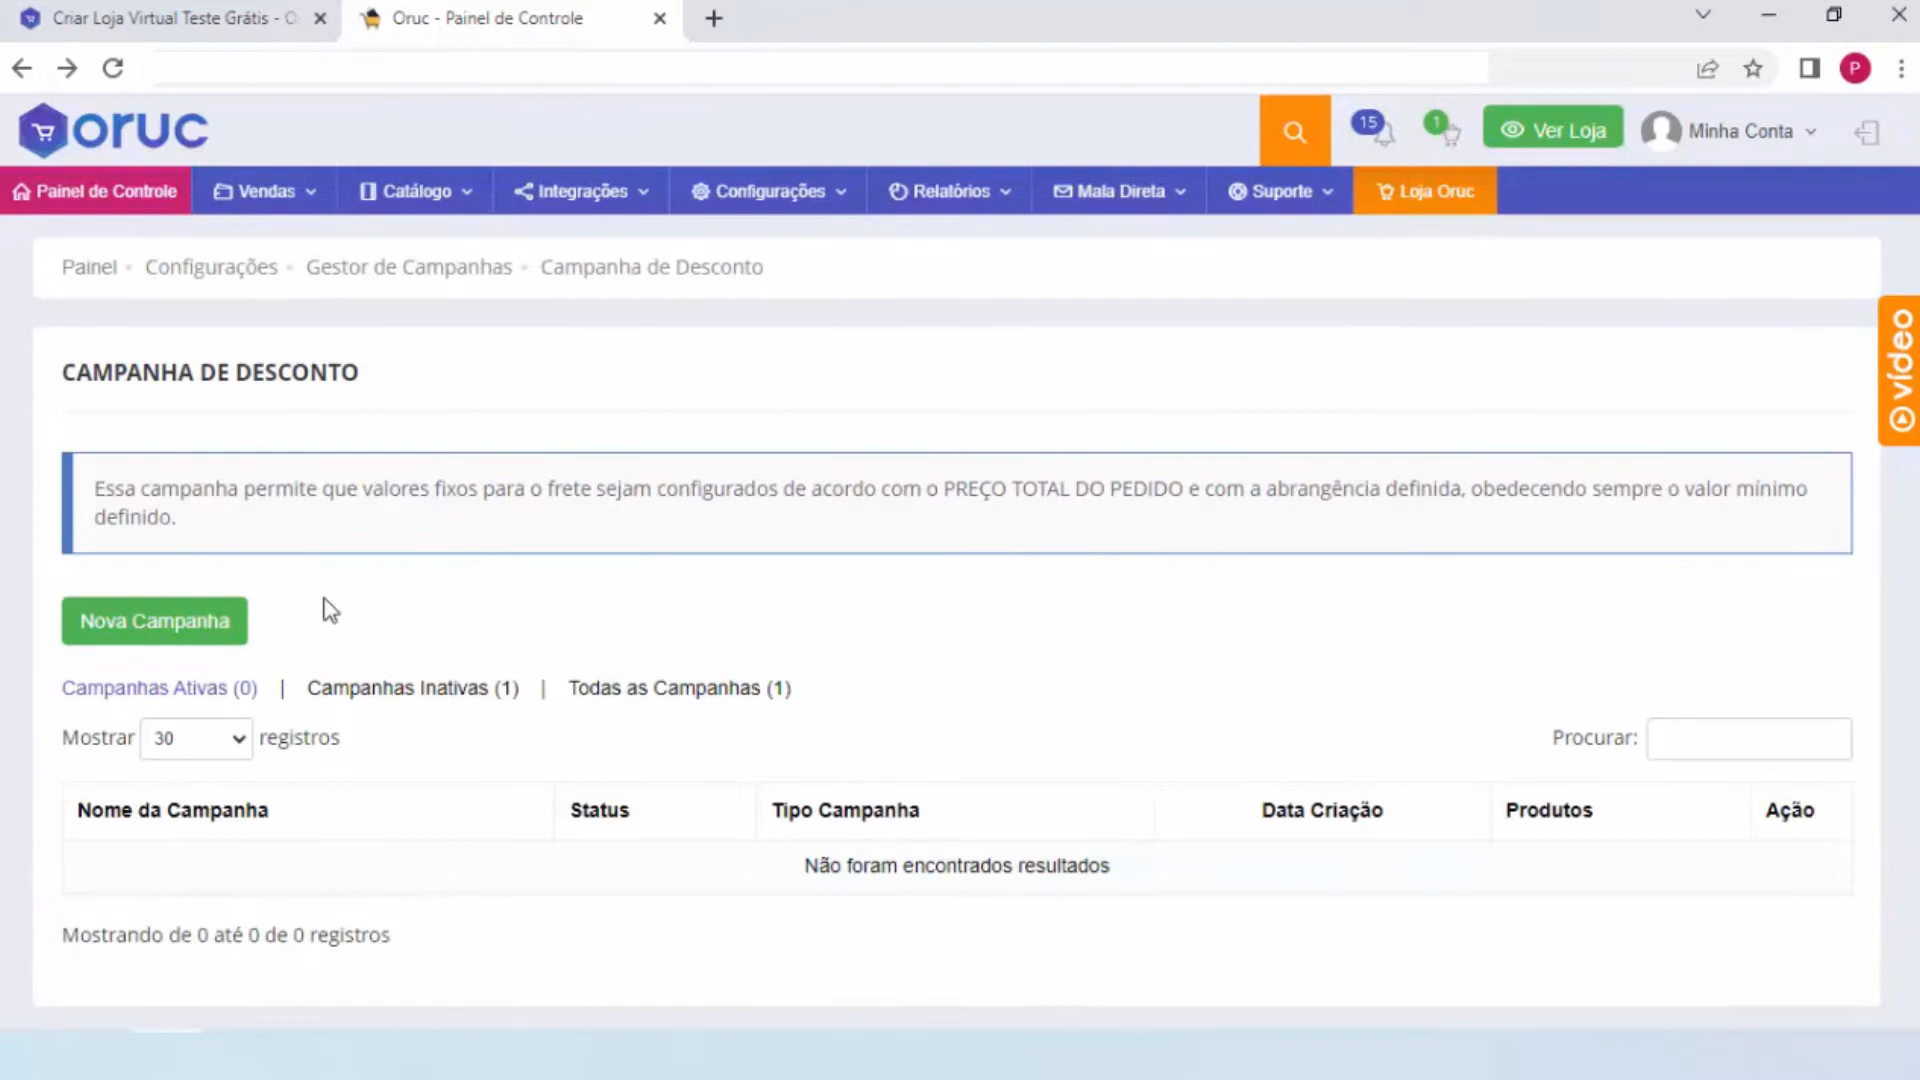 Criar Loja Virtual Teste Grátis - O
Oruc - Painel de Controle
P
oruc
15
1
Ver Loja
Minha Conta
Painel de Controle
Vendas
Catálogo
Integrações
Configurações
Relatórios
Mala Direta
Suporte
Loja Oruc
Painel
Configurações
Gestor de Campanhas
Campanha de Desconto
vídeo
CAMPANHA DE DESCONTO
Essa campanha permite que valores fixos para o frete sejam configurados de acordo com o PREÇO TOTAL DO PEDIDO e com a abrangência definida, obedecendo sempre o valor mínimo
definido.
Nova Campanha
Campanhas Ativas (0) | Campanhas Inativas (1) | Todas as Campanhas (1)
Mostrar 30 registros
Procurar:
Nome da Campanha
Status
Tipo Campanha
Data Criação
Produtos
Ação
Não foram encontrados resultados
Mostrando de 0 até 0 de 0 registros